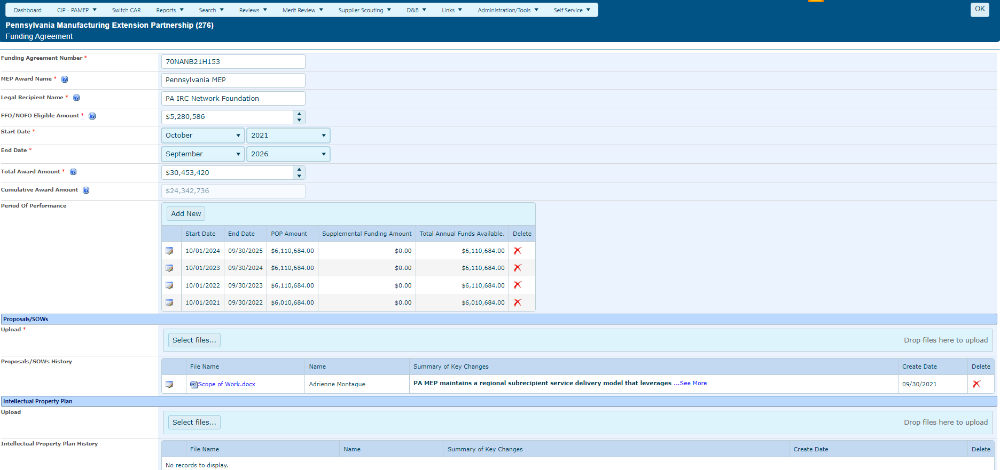 Dashboard CIP - PAMEP Switch CAR Reports Search Reviews Merit Review Supplier Scouting D&B Links Administration/Tools Self Service OK
Pennsylvania Manufacturing Extension Partnership (276)
Funding Agreement
Funding Agreement Number * 70NANB21H153
MEP Award Name * Pennsylvania MEP
Legal Recipient Name * PA IRC Network Foundation
FFO/NOFO Eligible Amount * $5,280,586
Start Date * October 2021
End Date * September 2026
Total Award Amount * $30,453,420
Cumulative Award Amount $24,342,736
Period Of Performance
Add New
Start Date End Date POP Amount Supplemental Funding Amount Total Annual Funds Available. Delete
10/01/2024 09/30/2025 $6,110,684.00 $0.00 $6,110,684.00
10/01/2023 09/30/2024 $6,110,684.00 $0.00 $6,110,684.00
10/01/2022 09/30/2023 $6,110,684.00 $0.00 $6,110,684.00
10/01/2021 09/30/2022 $6,010,684.00 $0.00 $6,010,684.00
Proposals/SOWs
Upload *
Select files... Drop files here to upload
Proposals/SOWs History
File Name Name Summary of Key Changes Create Date Delete
Scope of Work.docx Adrienne Montague PA MEP maintains a regional subrecipient service delivery model that leverages ...See More 09/30/2021
Intellectual Property Plan
Upload
Select files... Drop files here to upload
Intellectual Property Plan History
File Name Name Summary of Key Changes Create Date Delete
No records to display.